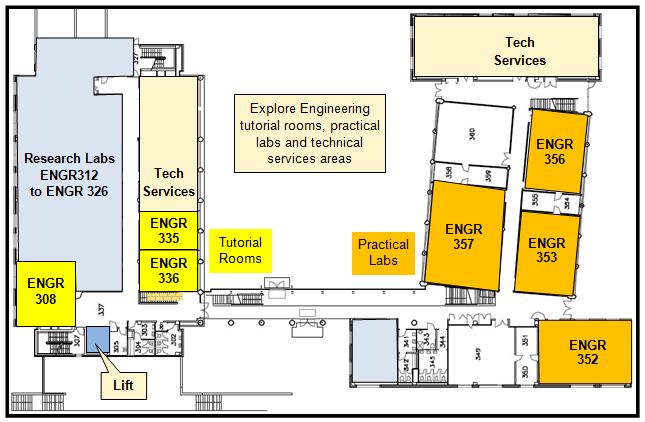 327
Tech
Services
Explore Engineering
tutorial rooms, practical
labs and technical
services areas
360
Research Labs
ENGR312
to ENGR 326
Tech
Services
ENGR
356
358
359
355
354
ENGR
335
ENGR
357
Tutorial
Rooms
Practical
Labs
ENGR
353
ENGR
336
ENGR
308
337
307
305
304
303
302
341
342
343
345
344
349
351
350
ENGR
352
Lift